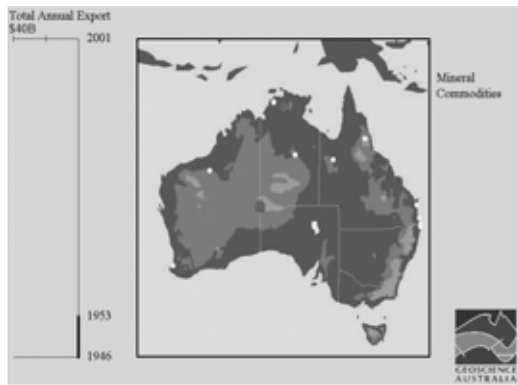 Total Annual Export
$40B
2001
Mineral
Commodities
1953
1946
GEOSCIENCE
AUSTRALIA